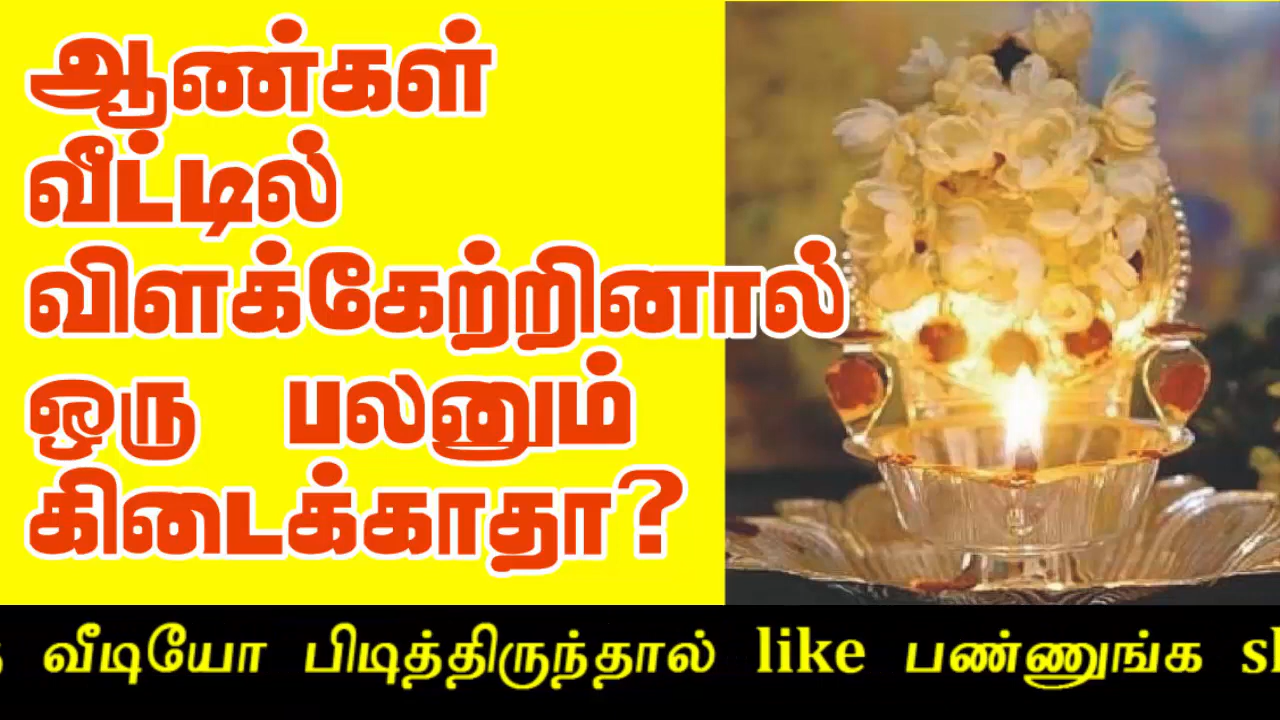 ஆண்கள்
வீட்டில்
விளக்கேற்றினால்
ஒரு பலனும்
கிடைக்காதா?
வீடியோ பிடித்திருந்தால் like பண்ணுங்க